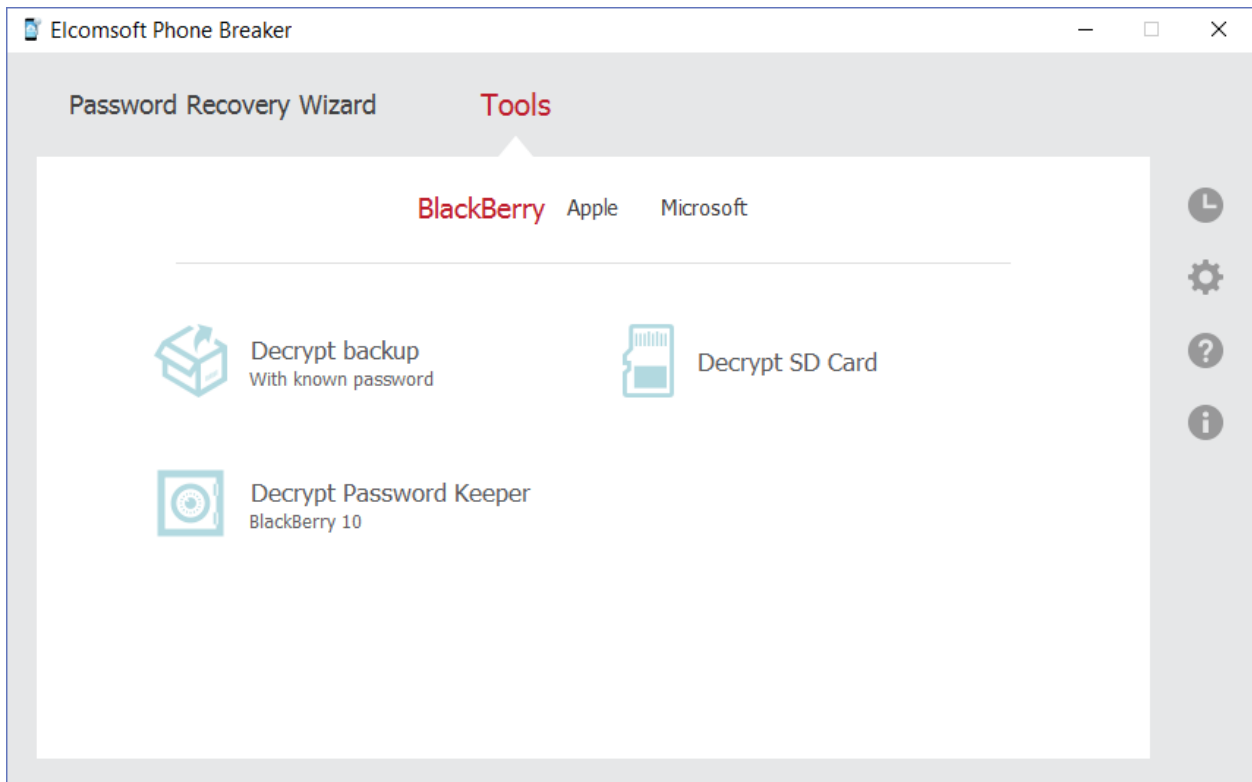 Elcomsoft Phone Breaker
Password Recovery Wizard Tools
BlackBerry Apple Microsoft
Decrypt backup
With known password
Decrypt SD Card
Decrypt Password Keeper
BlackBerry 10